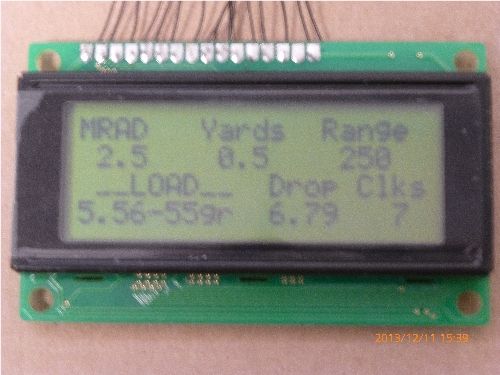 MRAD Yards Range
2.5 0.5 250
__LOAD__ Drop Clks
5.56-55gr 6.79 7
2013/12/11 15:39